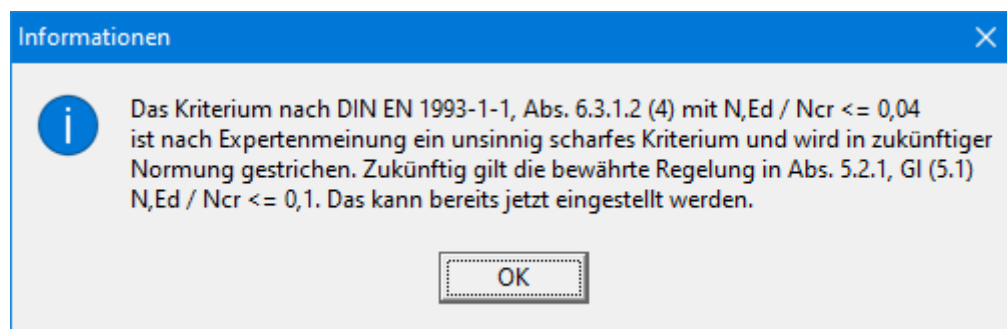 Informationen
Das Kriterium nach DIN EN 1993-1-1, Abs. 6.3.1.2 (4) mit N,Ed / Ncr <= 0,04
ist nach Expertenmeinung ein unsinnig scharfes Kriterium und wird in zukünftiger
Normung gestrichen. Zukünftig gilt die bewährte Regelung in Abs. 5.2.1, Gl (5.1)
N,Ed / Ncr <= 0,1. Das kann bereits jetzt eingestellt werden.
OK